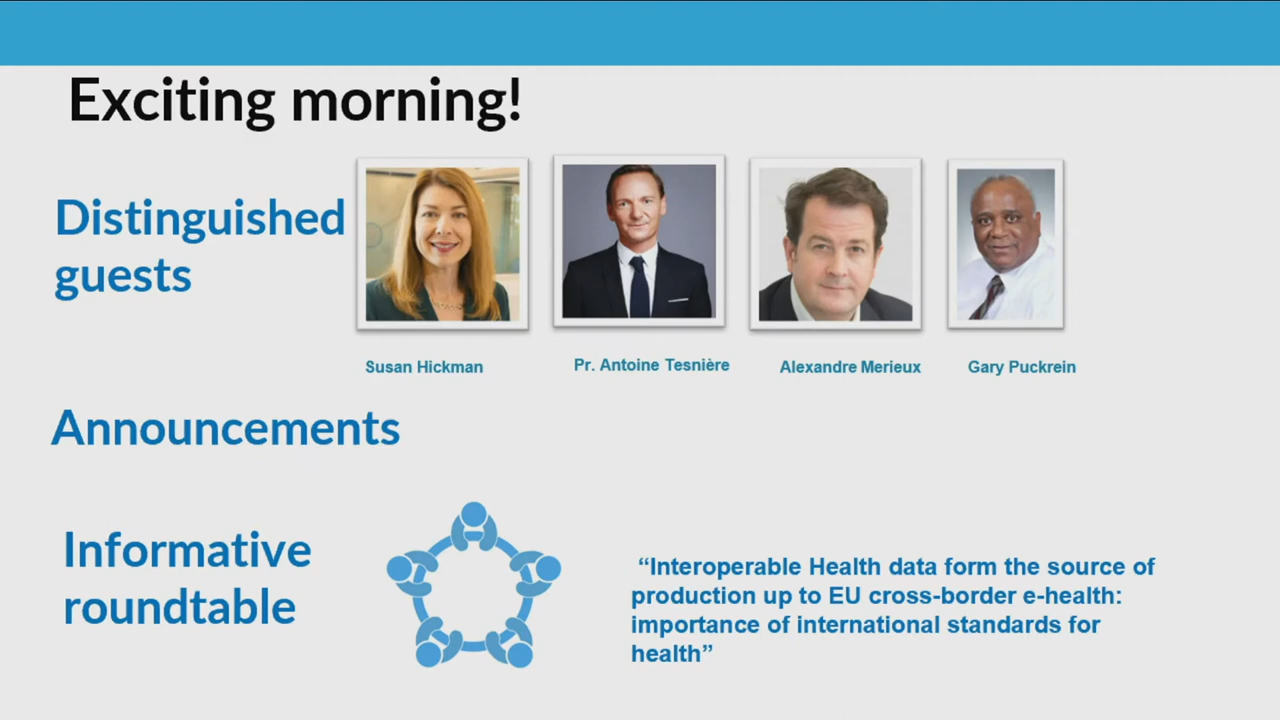 Exciting morning!
Distinguished
guests
Susan Hickman
Pr. Antoine Tesnière
Alexandre Merieux
Gary Puckrein
Announcements
Informative
roundtable
“Interoperable Health data form the source of
production up to EU cross-border e-health:
importance of international standards for
health”